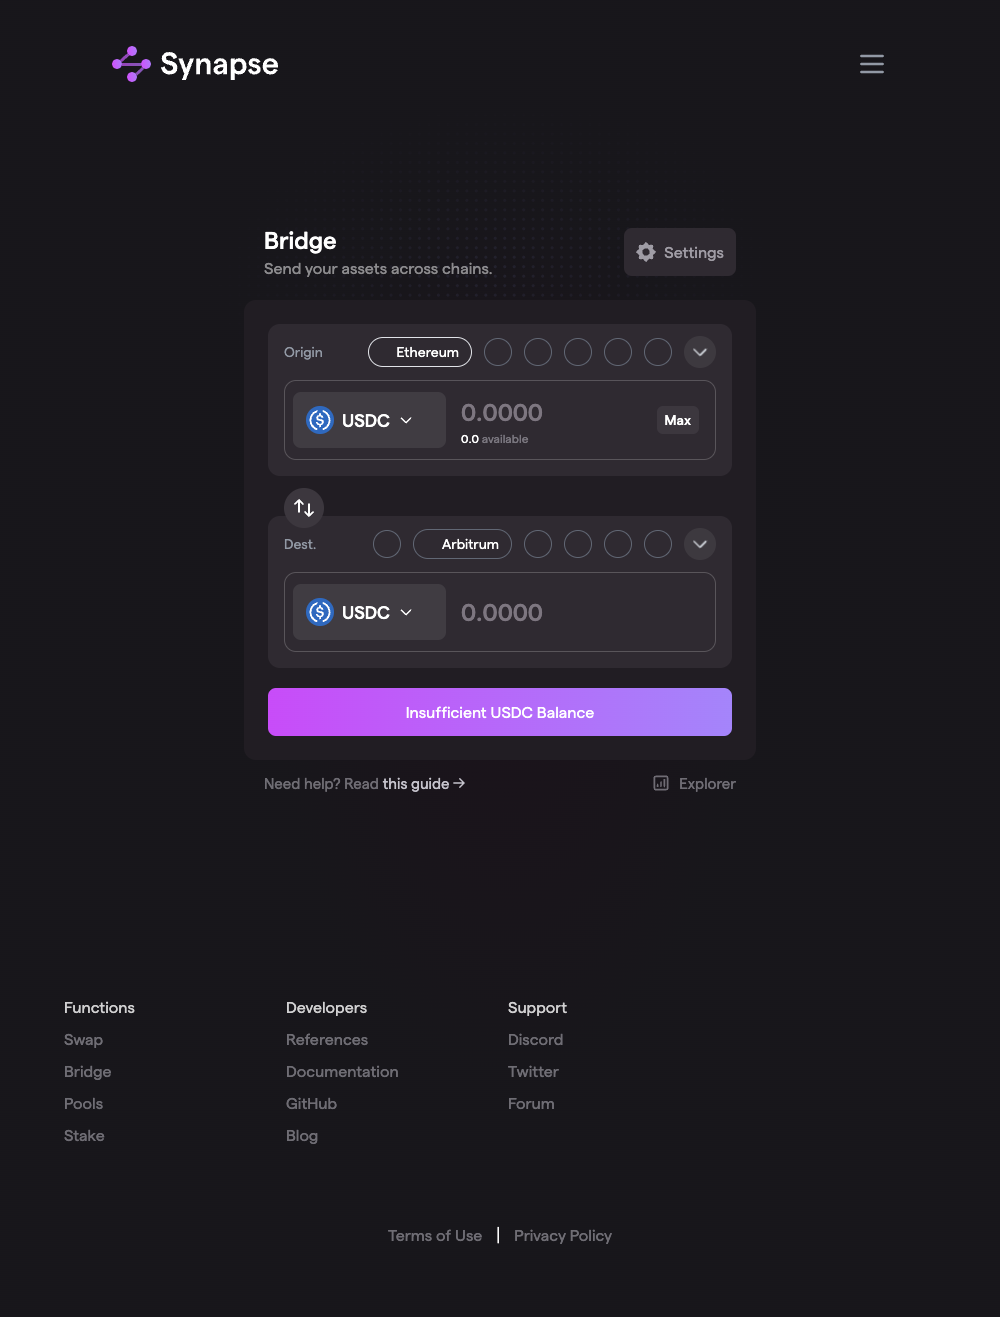 Synapse
Bridge
Send your assets across chains.
Settings
Origin
Ethereum
USDC
0.0000
0.0 available
Max
Dest.
Arbitrum
USDC
0.0000
Insufficient USDC Balance
Need help? Read this guide →
Explorer
Functions
Swap
Bridge
Pools
Stake
Developers
References
Documentation
GitHub
Blog
Support
Discord
Twitter
Forum
Terms of Use | Privacy Policy